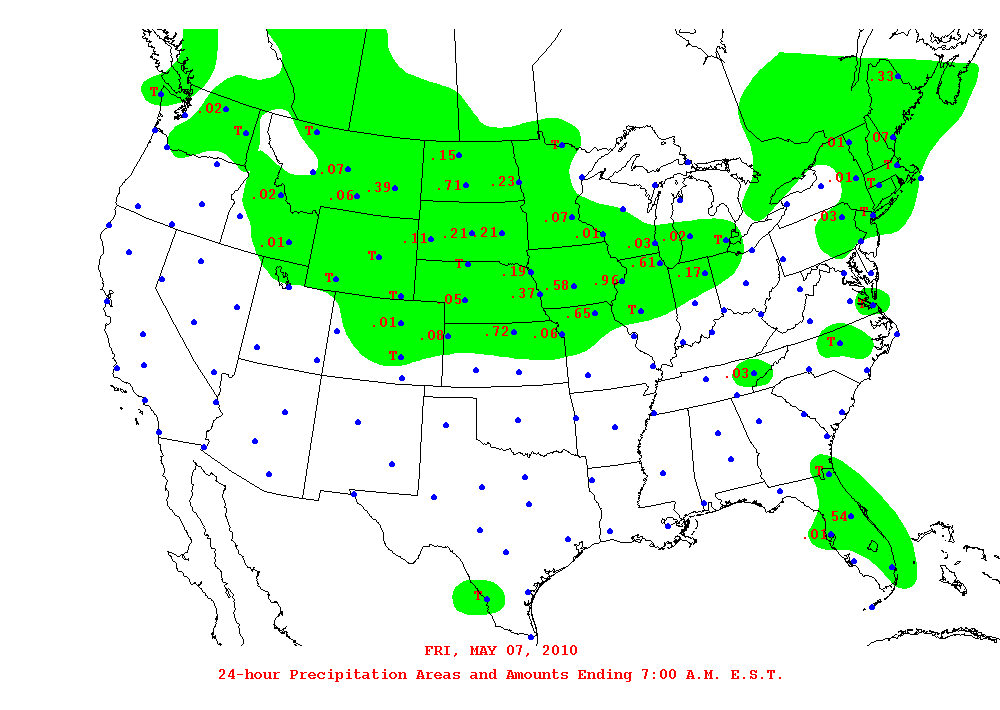 .33
T
.02
T T .01 .07
T T
.15 .07 .01
.71 .23 T
.39
.02 .06
.07 .03 T
.01 .11 .21 .21 .01 .03 .02 T
T T .61
T .19 .96 .17
T .05 .37 .58
.01 .65 T
.08 .72 .06 T
T
.03
T
.54
.01
T
FRI, MAY 07, 2010
24-hour Precipitation Areas and Amounts Ending 7:00 A.M. E.S.T.